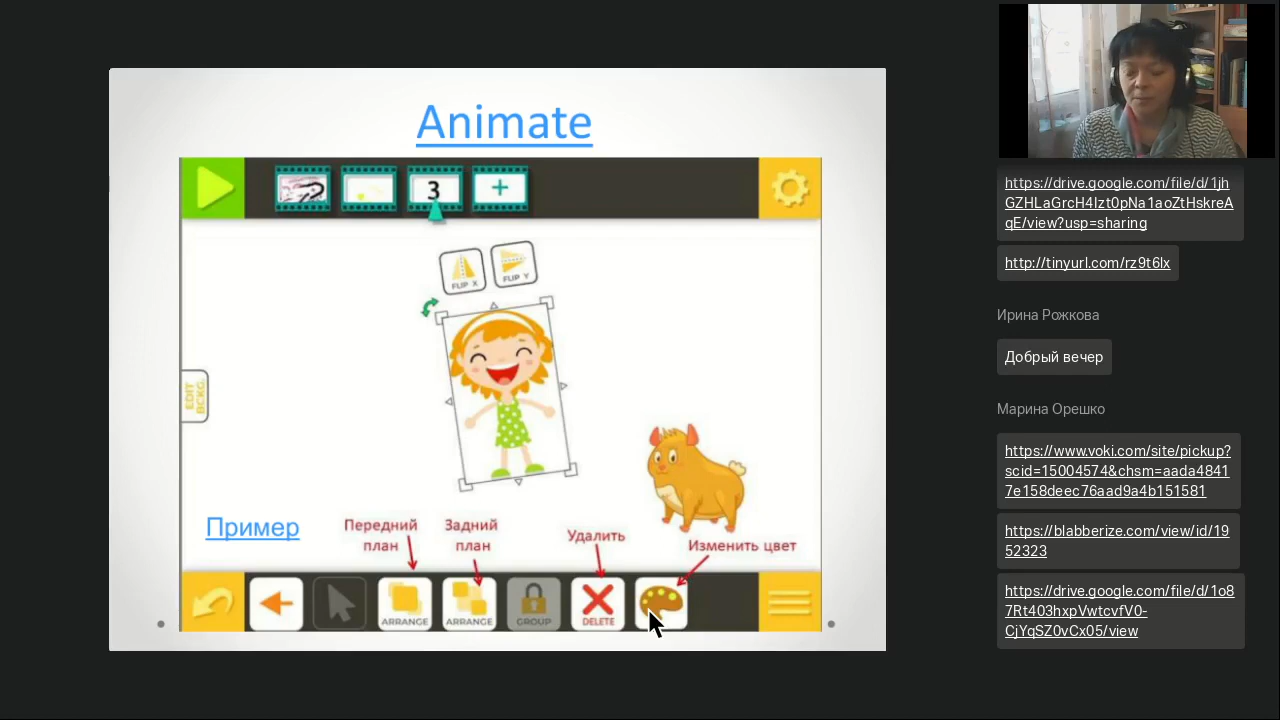 Animate
3
+
FLIP X
FLIP Y
EDIT
BCKG.
Пример
Передний
план
Задний
план
Удалить
Изменить цвет
ARRANGE
ARRANGE
GROUP
DELETE
https://drive.google.com/file/d/1jh
GZHLaGrcH4Izt0pNa1aoZtHskreA
qE/view?usp=sharing
http://tinyurl.com/rz9t6lx
Ирина Рожкова
Добрый вечер
Марина Орешко
https://www.voki.com/site/pickup?
scid=15004574&chsm=aada4841
7e158deec76aad9a4b151581
https://blabberize.com/view/id/19
52323
https://drive.google.com/file/d/1o8
7Rt403hxpVwtcvfV0-
CjYqSZ0vCx05/view